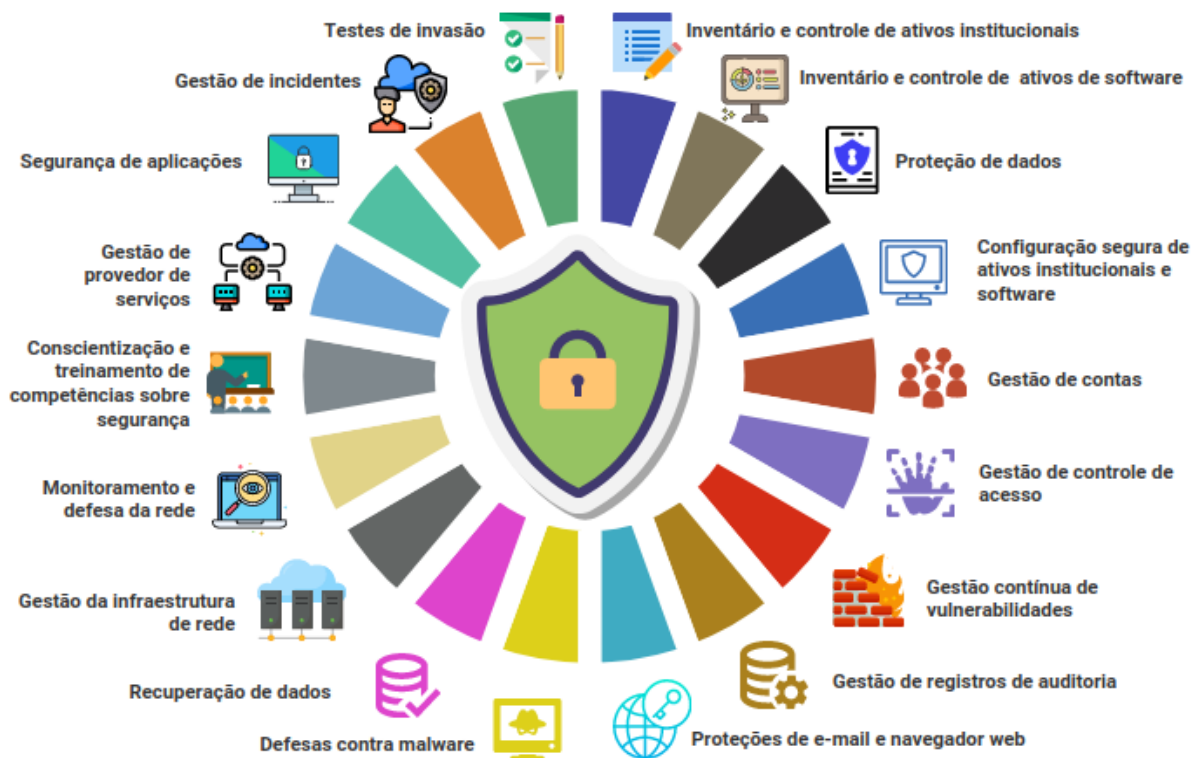 Testes de invasão
Inventário e controle de ativos institucionais
Gestão de incidentes
Inventário e controle de ativos de software
Segurança de aplicações
Proteção de dados
Gestão de
provedor de
serviços
Configuração segura de
ativos institucionais e
software
Conscientização e
treinamento de
competências sobre
segurança
Gestão de contas
Monitoramento e
defesa da rede
Gestão de controle de
acesso
Gestão da infraestrutura
de rede
Gestão contínua de
vulnerabilidades
Recuperação de dados
Gestão de registros de auditoria
Defesas contra malware
Proteções de e-mail e navegador web